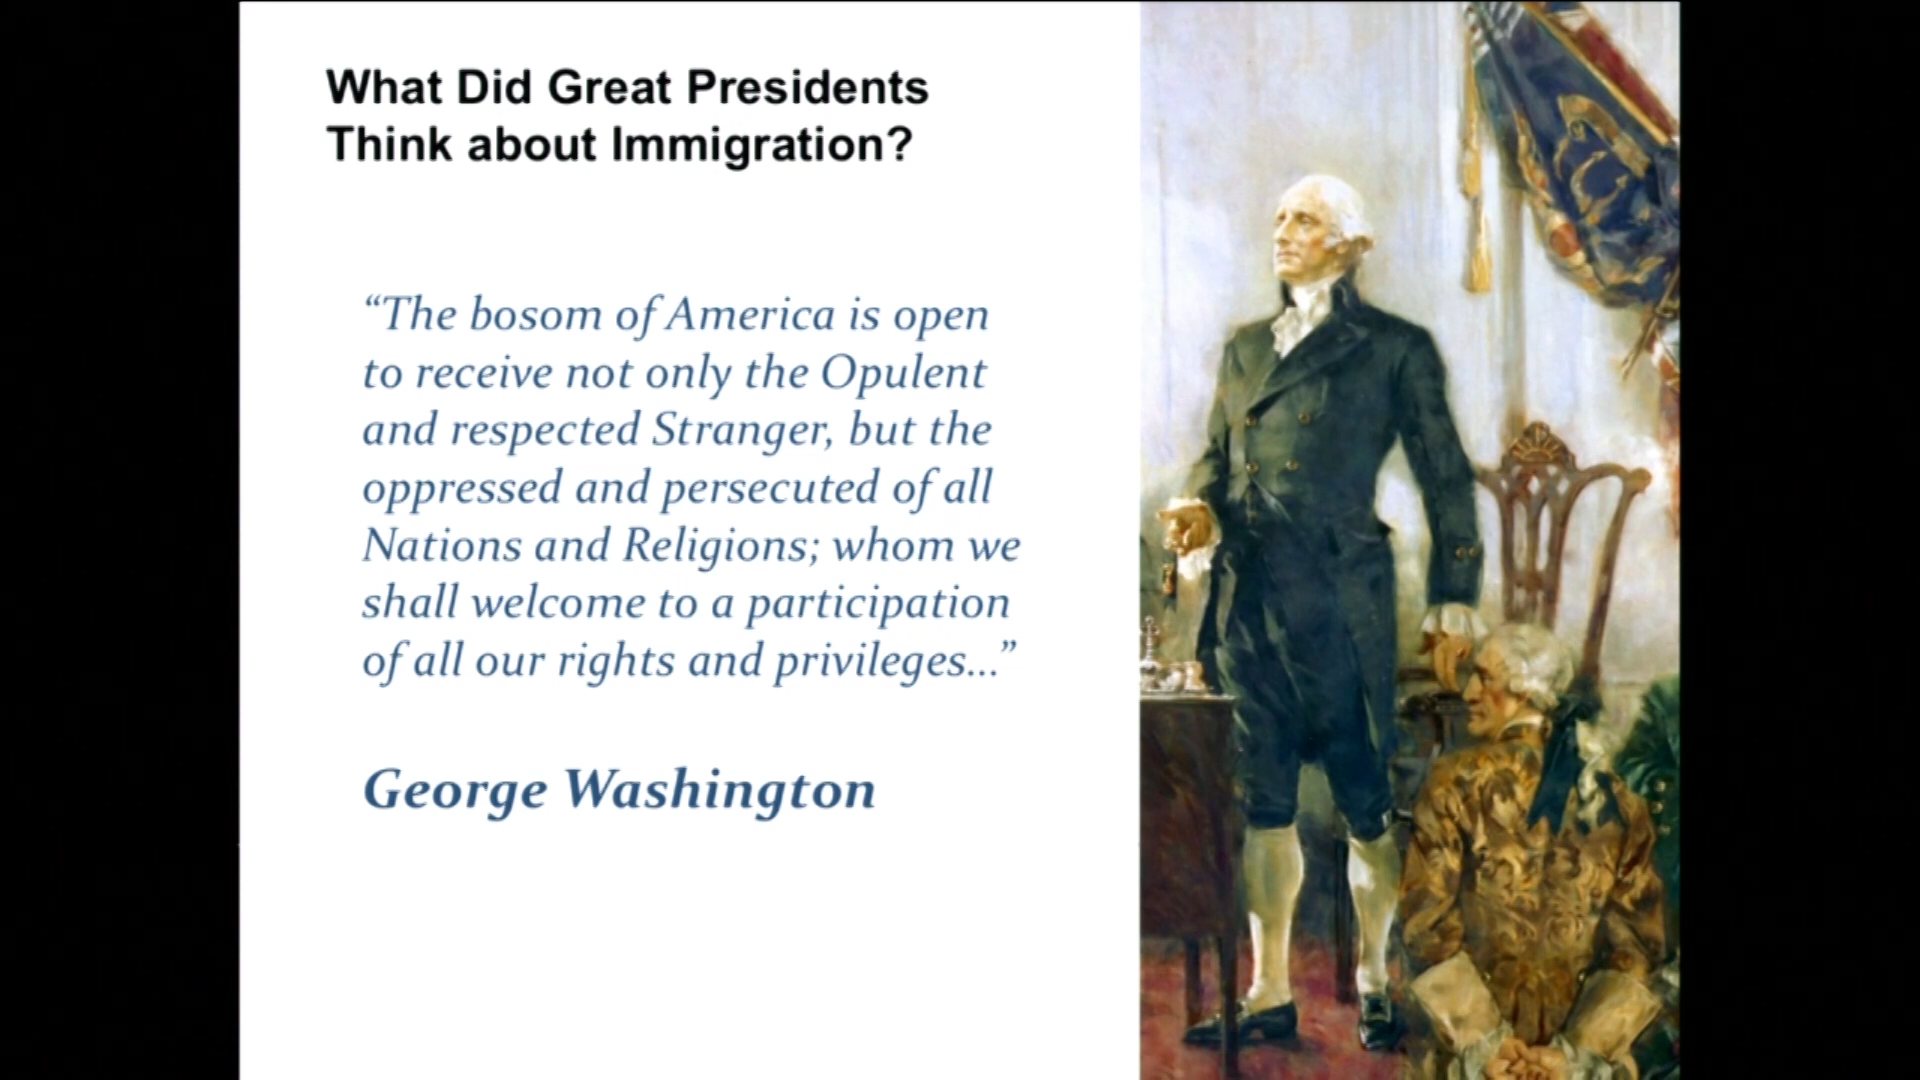 What Did Great Presidents
Think about Immigration?
“The bosom of America is open
to receive not only the Opulent
and respected Stranger, but the
oppressed and persecuted of all
Nations and Religions; whom we
shall welcome to a participation
of all our rights and privileges...”
George Washington